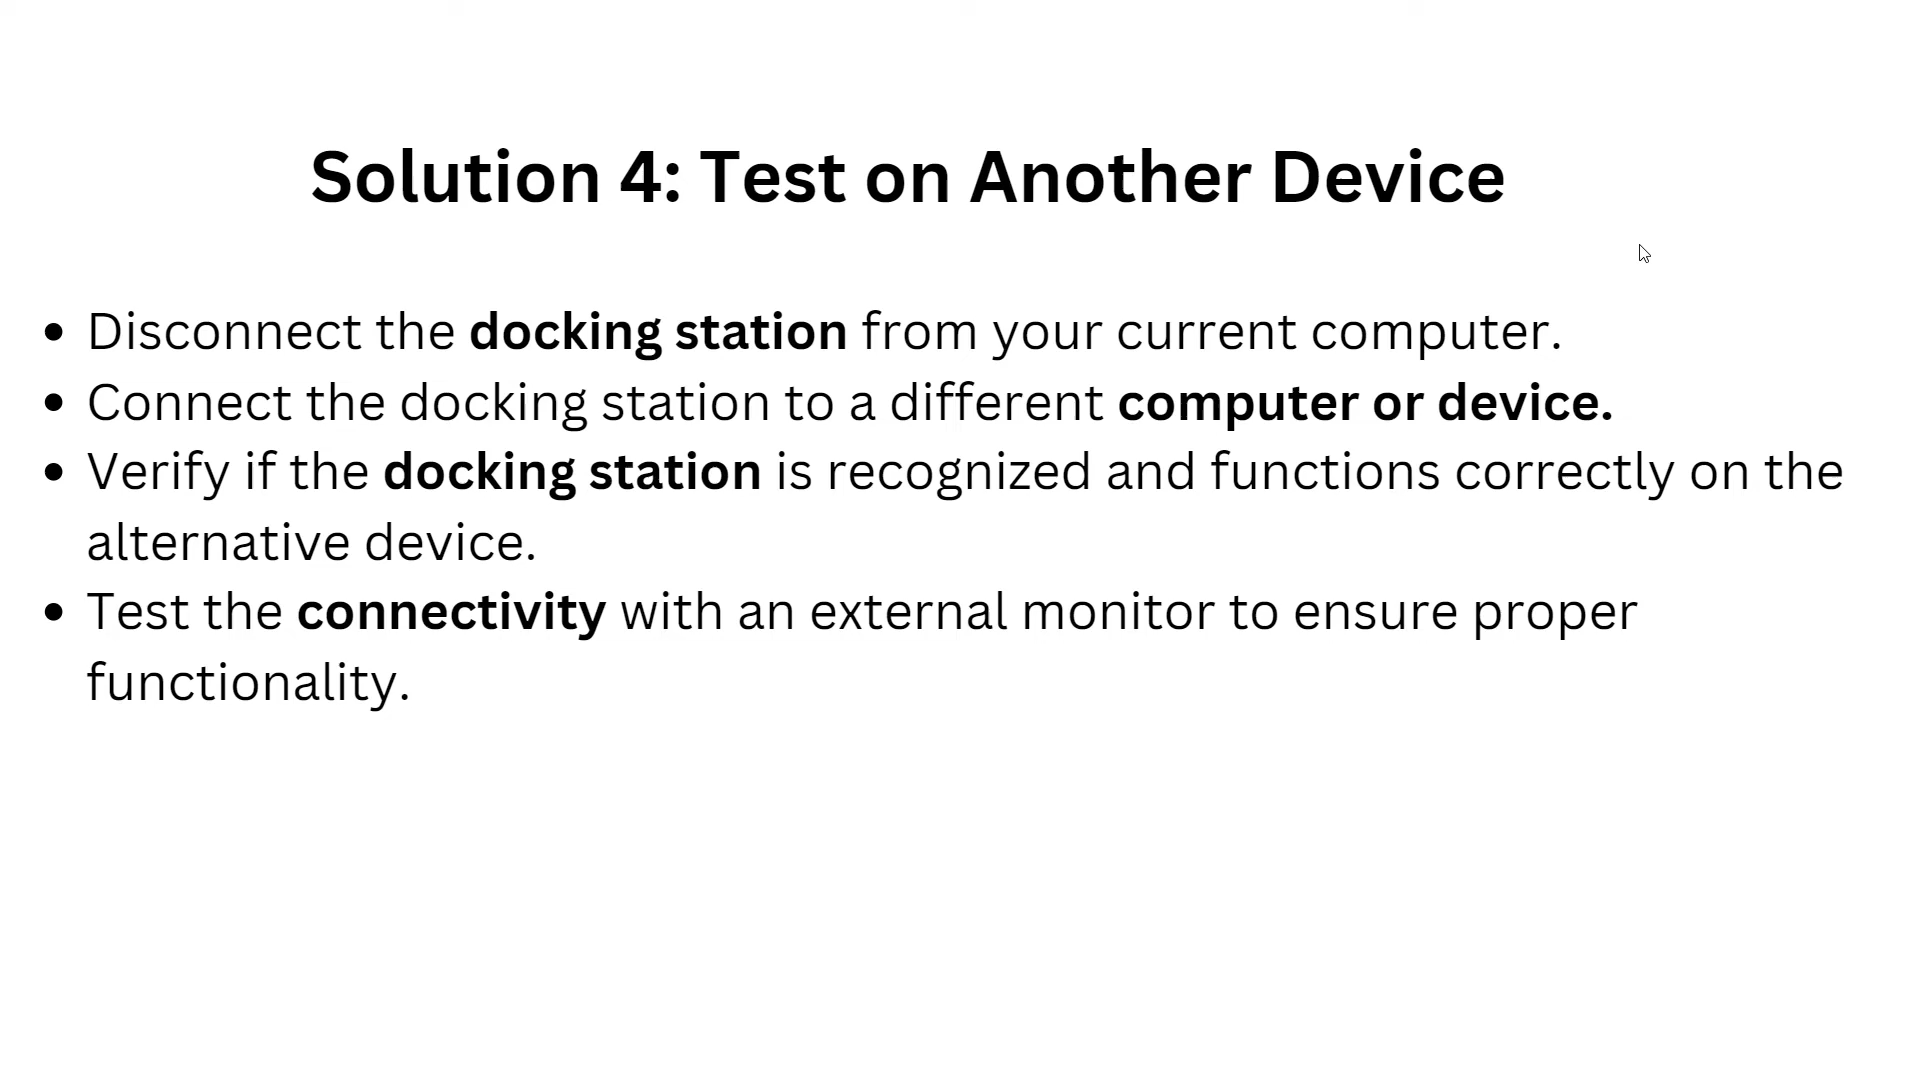 Solution 4: Test on Another Device
• Disconnect the docking station from your current computer.
• Connect the docking station to a different computer or device.
• Verify if the docking station is recognized and functions correctly on the
alternative device.
• Test the connectivity with an external monitor to ensure proper
functionality.